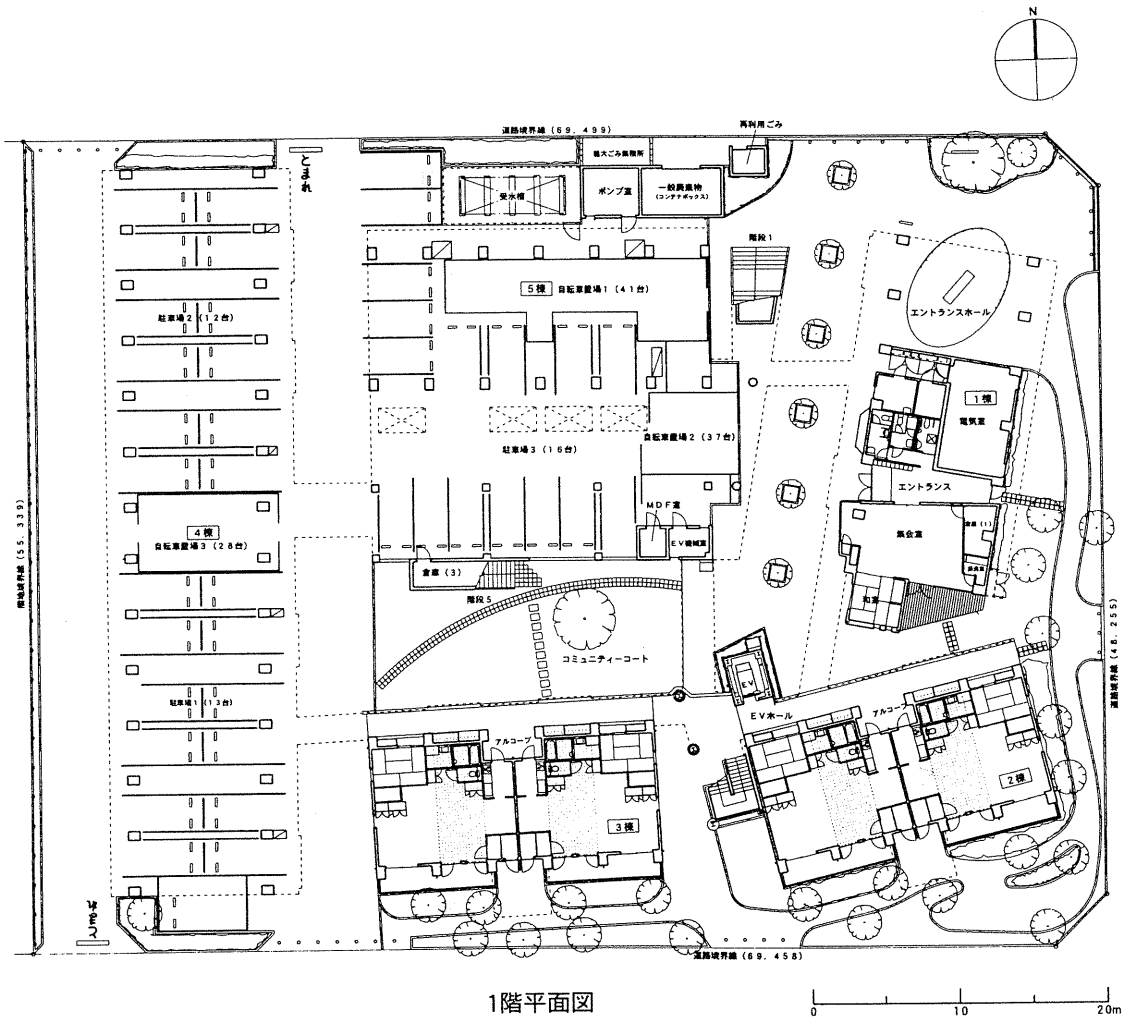 N
道路境界線 (69.499)
再利用ごみ
とまれ
粗大ごみ集積所
受水槽
ポンプ室
一般廃棄物
(コンテナボックス)
階段1
5棟 自転車置場1 (41台)
エントランスホール
駐車場2 (12台)
1棟
電気室
自転車置場2 (37台)
駐車場3 (16台)
エントランス
MDF室
EV機械室
集会室
倉庫 (1)
4棟
自転車置場3 (28台)
隣地境界線 (55.339)
倉庫 (3)
階段5
和室
コミュニティーコート
道路境界線 (48.255)
EV
駐車場1 (13台)
EVホール
アルコーブ
アルコーブ
3棟
2棟
とまれ
道路境界線 (69.458)
1階平面図
0 10 20m